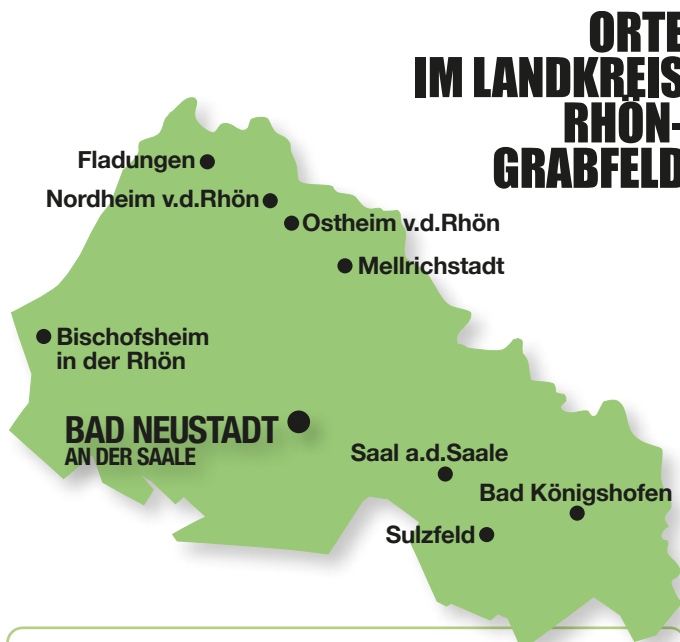 ORTE
IM LANDKREIS
RHÖN-
GRABFELD
Fladungen
Nordheim v.d.Rhön
Ostheim v.d.Rhön
Mellrichstadt
Bischofsheim
in der Rhön
BAD NEUSTADT
AN DER SAALE
Saal a.d.Saale
Bad Königshofen
Sulzfeld